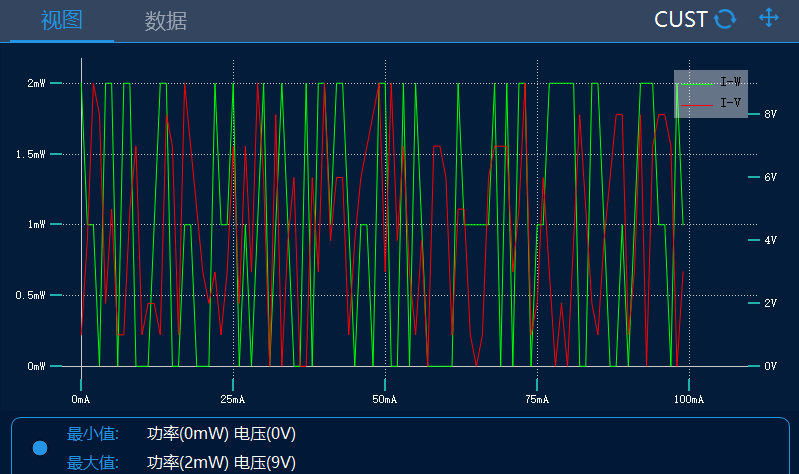 视图 数据 CUST
I-W
I-V
2mW
1.5mW
1mW
0.5mW
0mW
8V
6V
4V
2V
0V
0mA 25mA 50mA 75mA 100mA
最小值: 功率(0mW) 电压(0V)
最大值: 功率(2mW) 电压(9V)